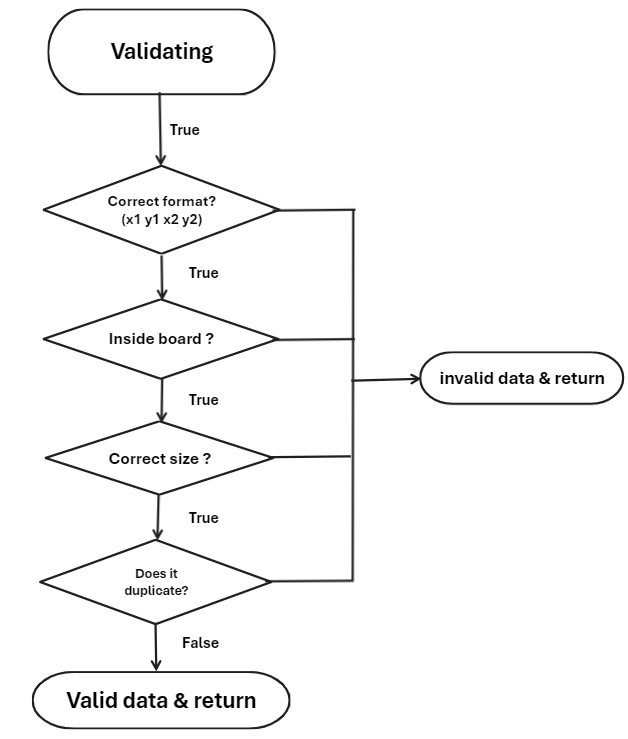 Validating
True
Correct format?
(x1 y1 x2 y2)
True
Inside board ?
invalid data & return
True
Correct size ?
True
Does it
duplicate?
False
Valid data & return